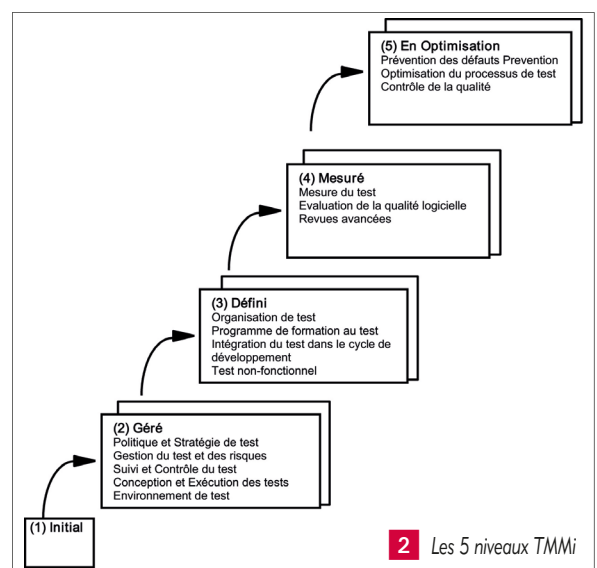 (5) En Optimisation
Prévention des défauts Prevention
Optimisation du processus de test
Contrôle de la qualité
(4) Mesuré
Mesure du test
Evaluation de la qualité logicielle
Revues avancées
(3) Défini
Organisation de test
Programme de formation au test
Intégration du test dans le cycle de
développement
Test non-fonctionnel
(2) Géré
Politique et Stratégie de test
Gestion du test et des risques
Suivi et Contrôle du test
Conception et Exécution des tests
Environnement de test
(1) Initial
2 Les 5 niveaux TMMi